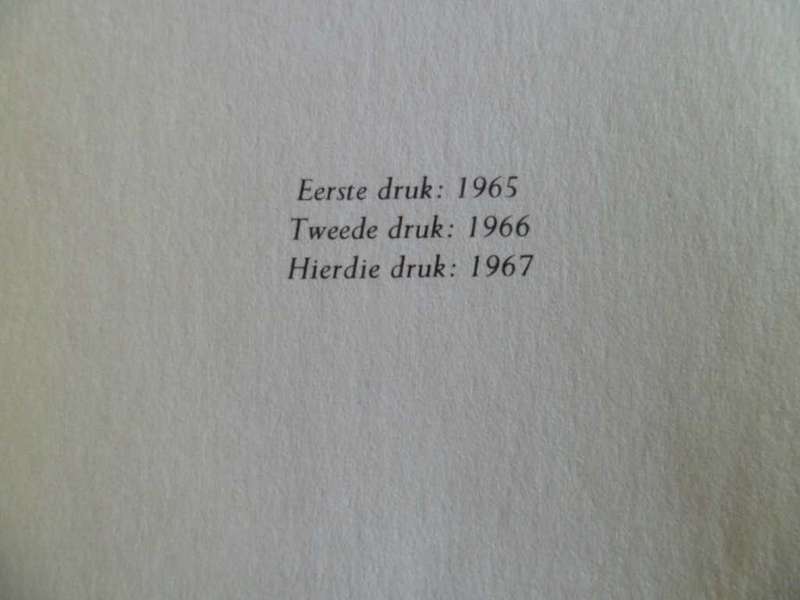 Eerste druk: 1965
Tweede druk: 1966
Hierdie druk: 1967